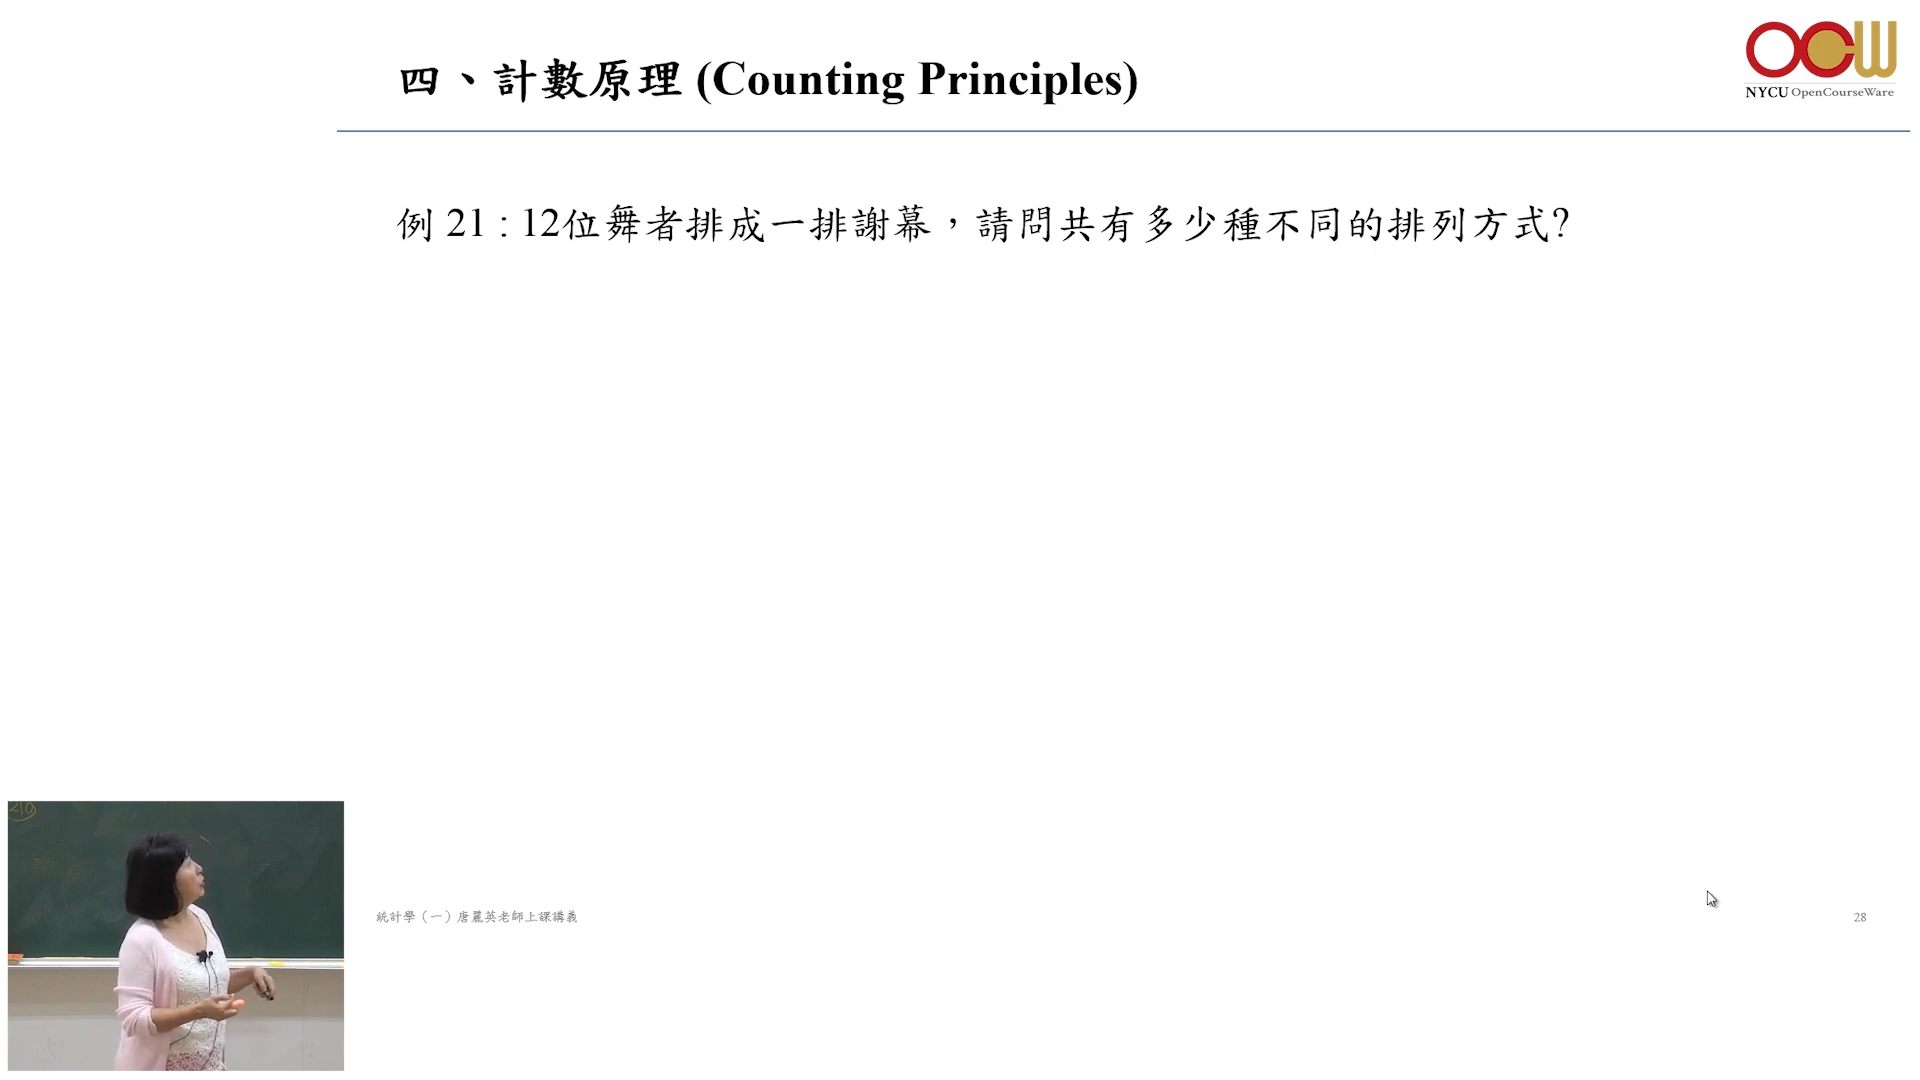 四、計數原理 (Counting Principles)
OCW
NYCU OpenCourseWare
例 21 : 12位舞者排成一排謝幕，請問共有多少種不同的排列方式?
210
統計學（一）唐麗英老師上課講義
28